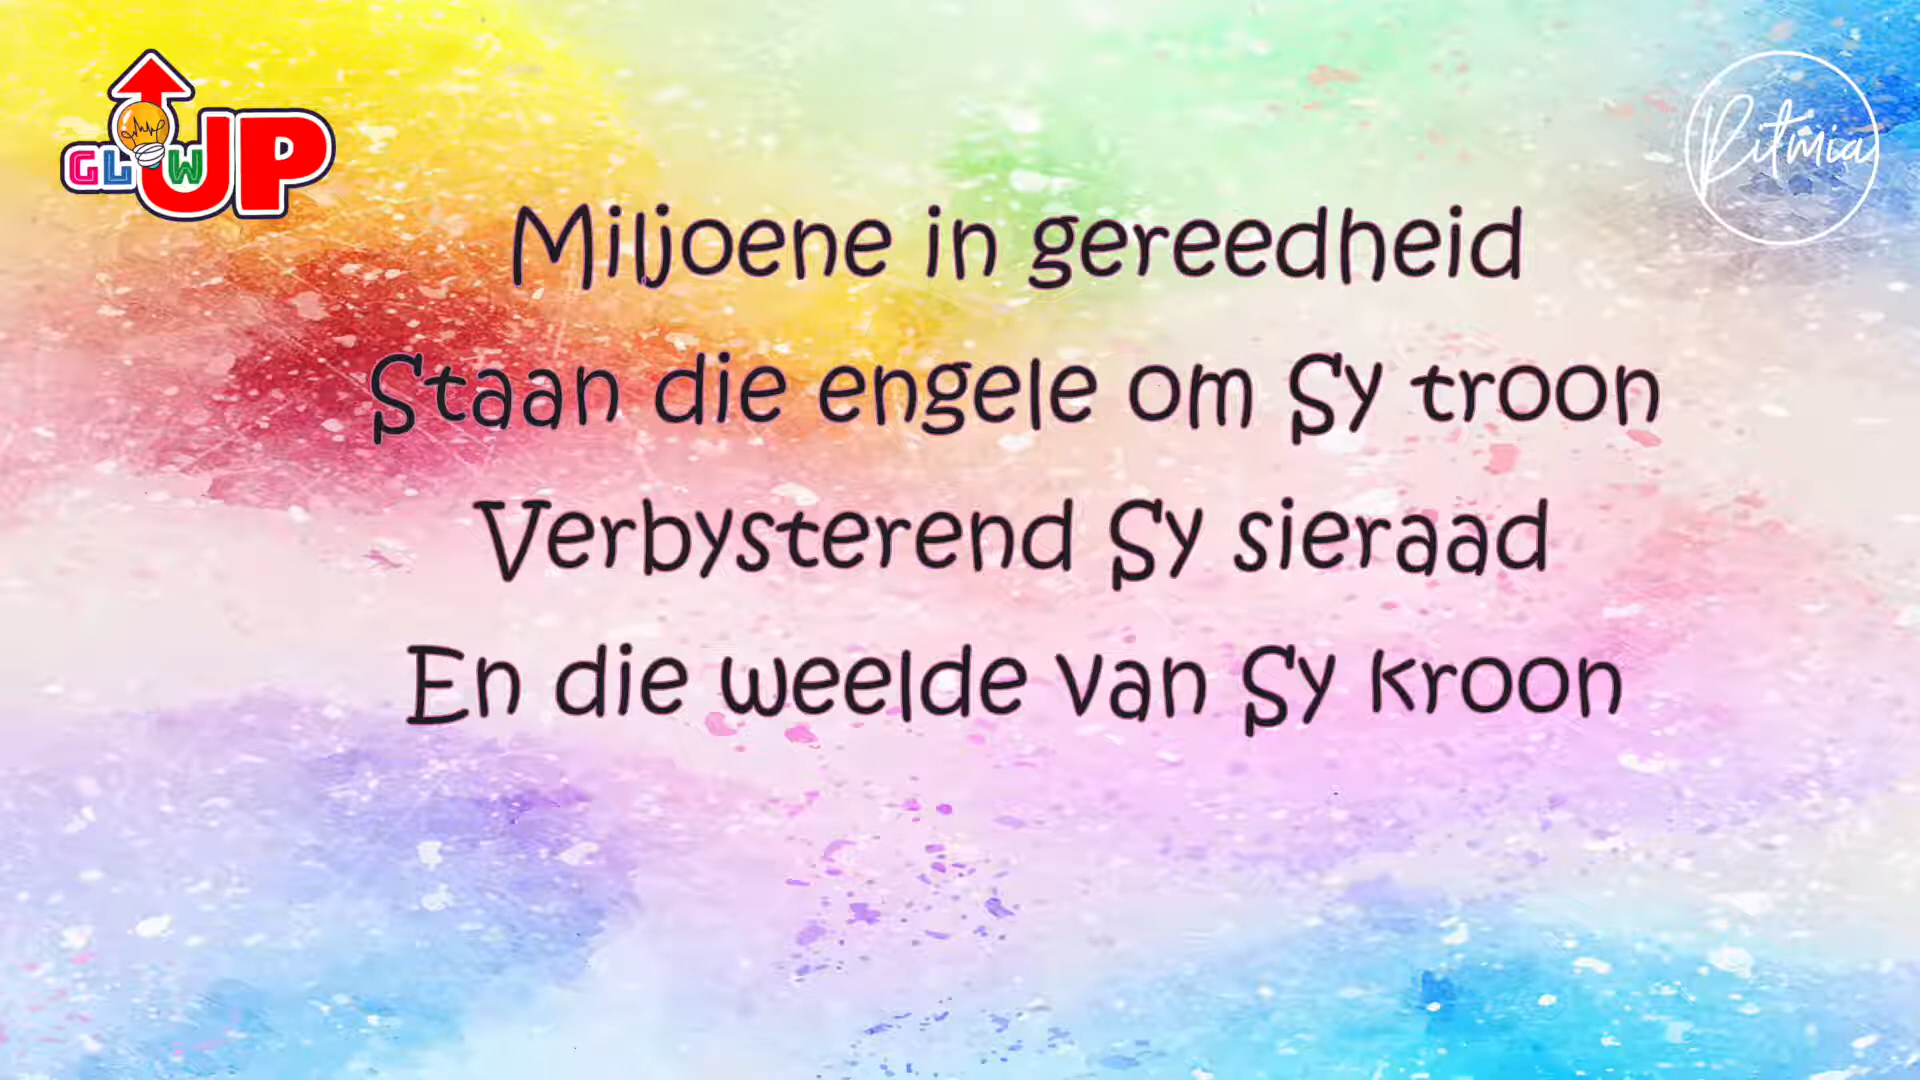 GLOW UP
Ritmia
Miljoene in gereedheid
Staan die engele om Sy troon
Verbysterend Sy sieraad
En die weelde van Sy kroon